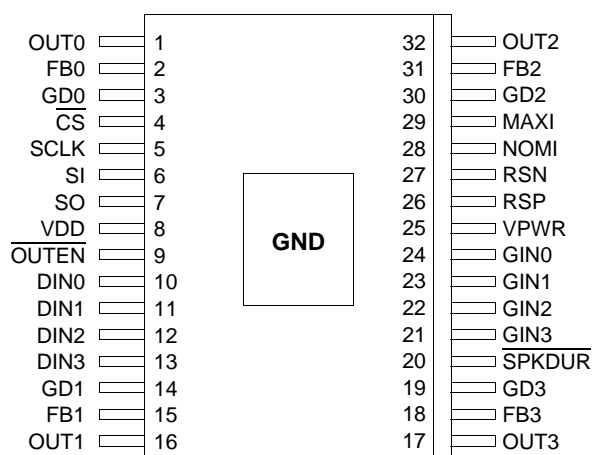 OUT0 1 32 OUT2
FB0 2 31 FB2
GD0 3 30 GD2
CS 4 29 MAXI
SCLK 5 28 NOMI
SI 6 27 RSN
SO 7 26 RSP
VDD 8 25 VPWR
OUTEN 9 24 GIN0
GND
DIN0 10 23 GIN1
DIN1 11 22 GIN2
DIN2 12 21 GIN3
DIN3 13 20 SPKDUR
GD1 14 19 GD3
FB1 15 18 FB3
OUT1 16 17 OUT3